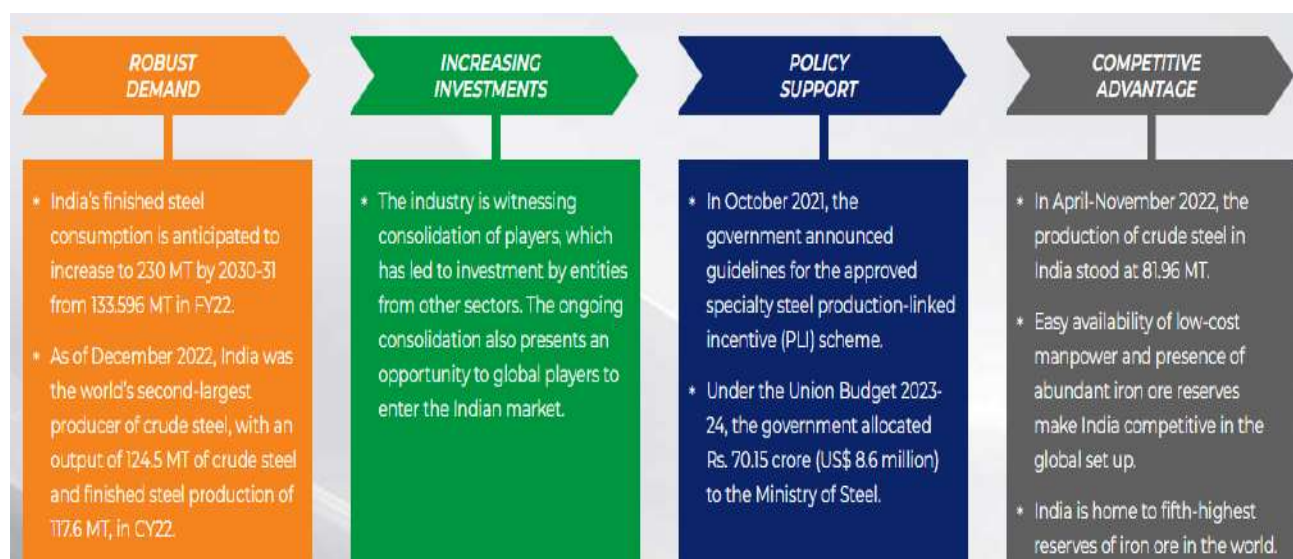 ROBUST
DEMAND
* India's finished steel
consumption is anticipated to
increase to 230 MT by 2030-31
from 133.596 MT in FY22.
* As of December 2022, India was
the world's second-largest
producer of crude steel, with an
output of 124.5 MT of crude steel
and finished steel production of
117.6 MT, in CY22.
INCREASING
INVESTMENTS
* The industry is witnessing
consolidation of players, which
has led to investment by entities
from other sectors. The ongoing
consolidation also presents an
opportunity to global players to
enter the Indian market.
POLICY
SUPPORT
* In October 2021, the
government announced
guidelines for the approved
specialty steel production-linked
incentive (PLI) scheme.
* Under the Union Budget 2023-
24, the government allocated
Rs. 70.15 crore (US$ 8.6 million)
to the Ministry of Steel.
COMPETITIVE
ADVANTAGE
* In April-November 2022, the
production of crude steel in
India stood at 81.96 MT.
* Easy availability of low-cost
manpower and presence of
abundant iron ore reserves
make India competitive in the
global set up.
* India is home to fifth-highest
reserves of iron ore in the world.